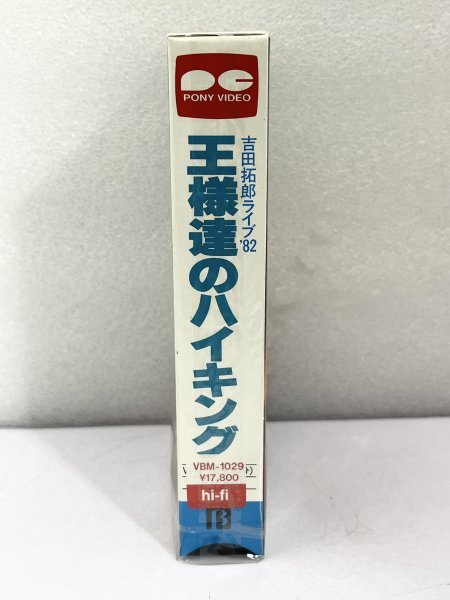 PONY VIDEO
吉田拓郎ライブ'82
王様達のハイキング
VBM-1029
¥17,800
hi-fi